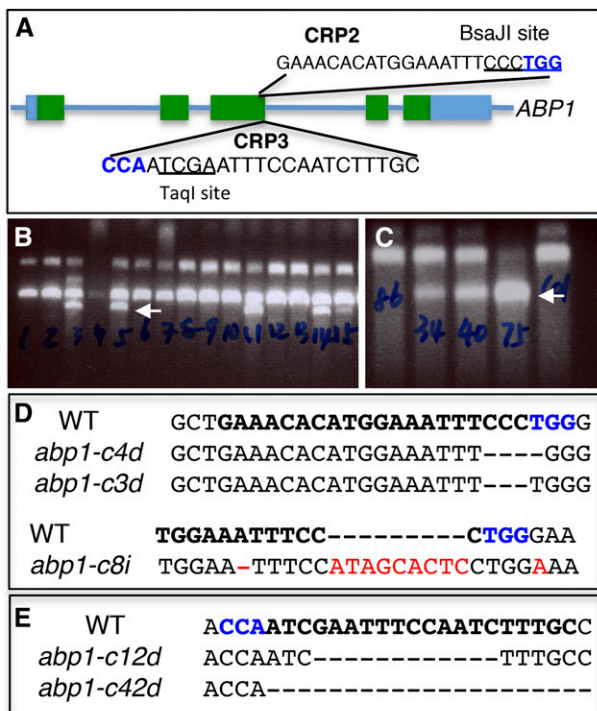 A
CRP2
BsaJI site
GAAACACATGGAAATTTCCCTGG
ABP1
CRP3
CCAATCGAATTTCCAATCTTTGC
TaqI site
B
1 2 3 4 5 6 7 8 9 10 11 12 13 14 15
C
86 34 40 75
D
WT GCTGAAACACATGGAAATTTCCCTGGG
abp1-c4d GCTGAAACACATGGAAATTT----GGG
abp1-c3d GCTGAAACACATGGAAATTT---TGGG
WT TGGAAATTTCC---------CTGGGAA
abp1-c8i TGGAA-TTTCCATAGCACTCCTGGAAA
E
WT ACCAATCGAATTTCCAATCTTTGCC
abp1-c12d ACCAATC------------TTTGCC
abp1-c42d ACCA---------------------